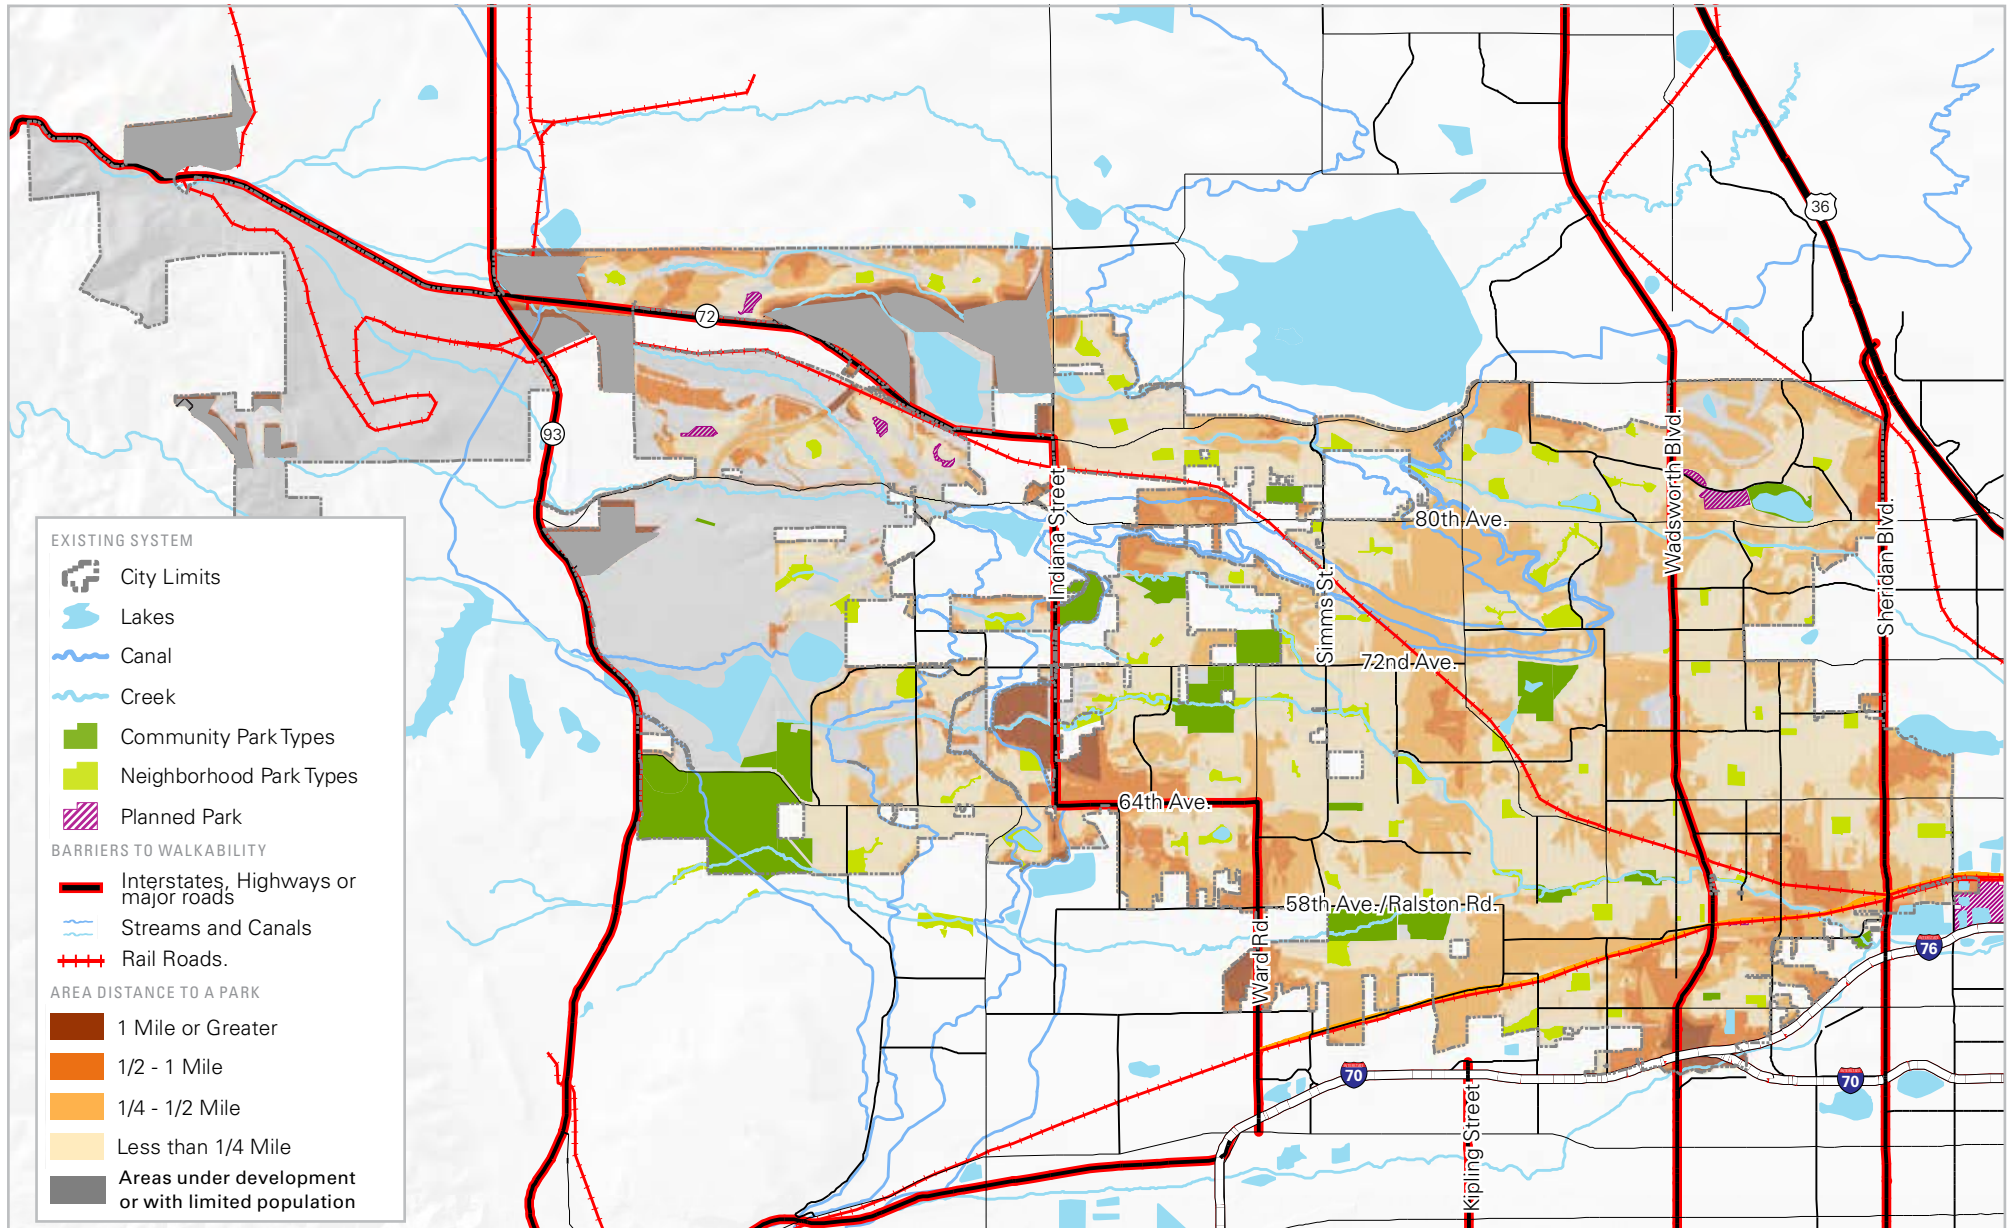 36
72
93
Indiana Street
Simms St.
80th Ave.
Wadsworth Blvd.
Sheridan Blvd.
72nd Ave.
64th Ave.
58th Ave./Ralston Rd.
Ward Rd.
Kipling Street
76
70
70
EXISTING SYSTEM
City Limits
Lakes
Canal
Creek
Community Park Types
Neighborhood Park Types
Planned Park
BARRIERS TO WALKABILITY
Interstates, Highways or
major roads
Streams and Canals
Rail Roads.
AREA DISTANCE TO A PARK
1 Mile or Greater
1/2 - 1 Mile
1/4 - 1/2 Mile
Less than 1/4 Mile
Areas under development
or with limited population